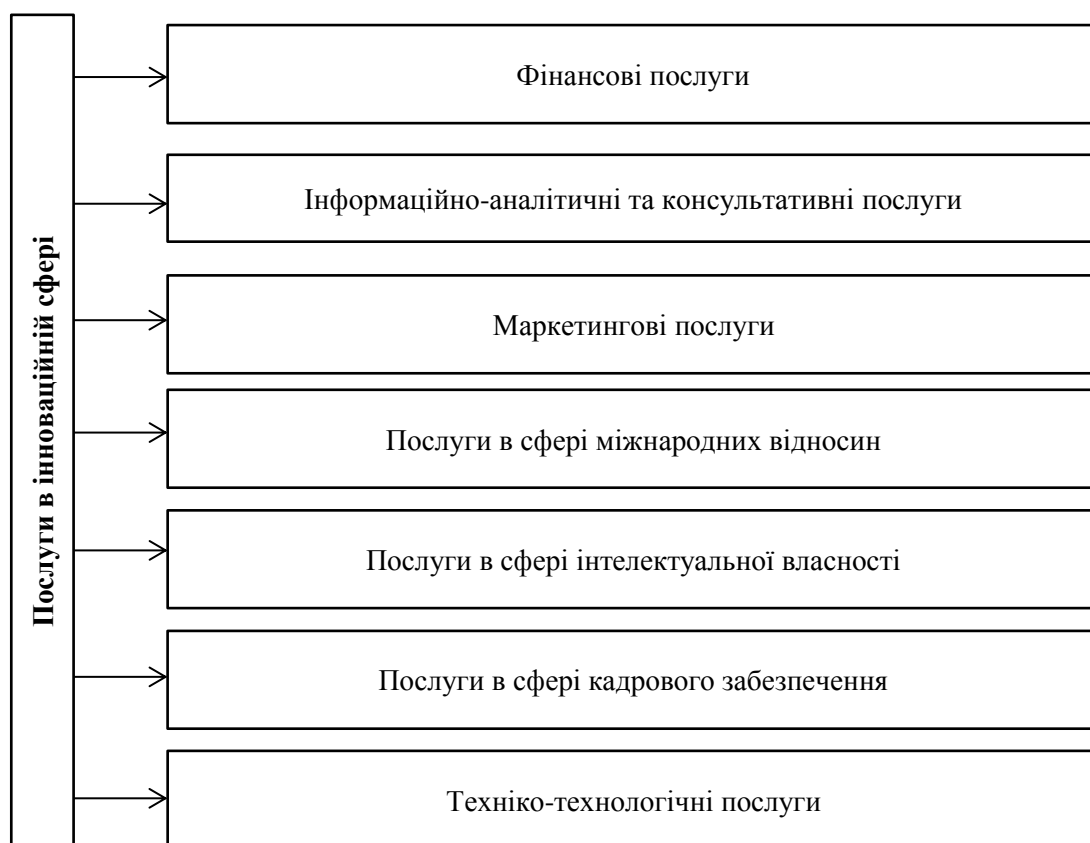 Послуги в інноваційній сфері
Фінансові послуги
Інформаційно-аналітичні та консультативні послуги
Маркетингові послуги
Послуги в сфері міжнародних відносин
Послуги в сфері інтелектуальної власності
Послуги в сфері кадрового забезпечення
Техніко-технологічні послуги